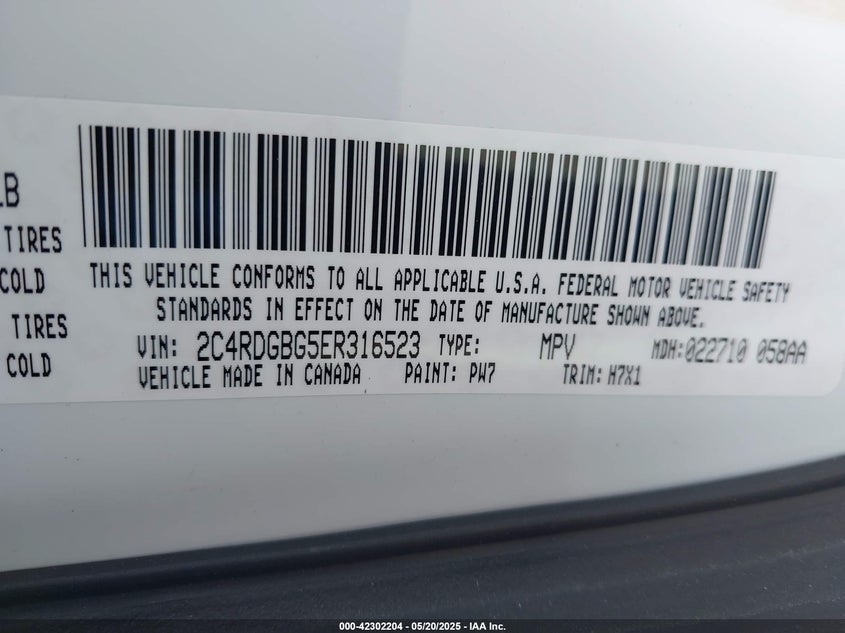 LB
TIRES
COLD
TIRES
COLD
THIS VEHICLE CONFORMS TO ALL APPLICABLE U.S.A. FEDERAL MOTOR VEHICLE SAFETY
STANDARDS IN EFFECT ON THE DATE OF MANUFACTURE SHOWN ABOVE.
VIN: 2C4RDGBG5ER316523 TYPE: MPV MDH:022710 058AA
VEHICLE MADE IN CANADA PAINT: PW7 TRIM: H7X1
000-42302204 - 05/20/2025 - IAA Inc.